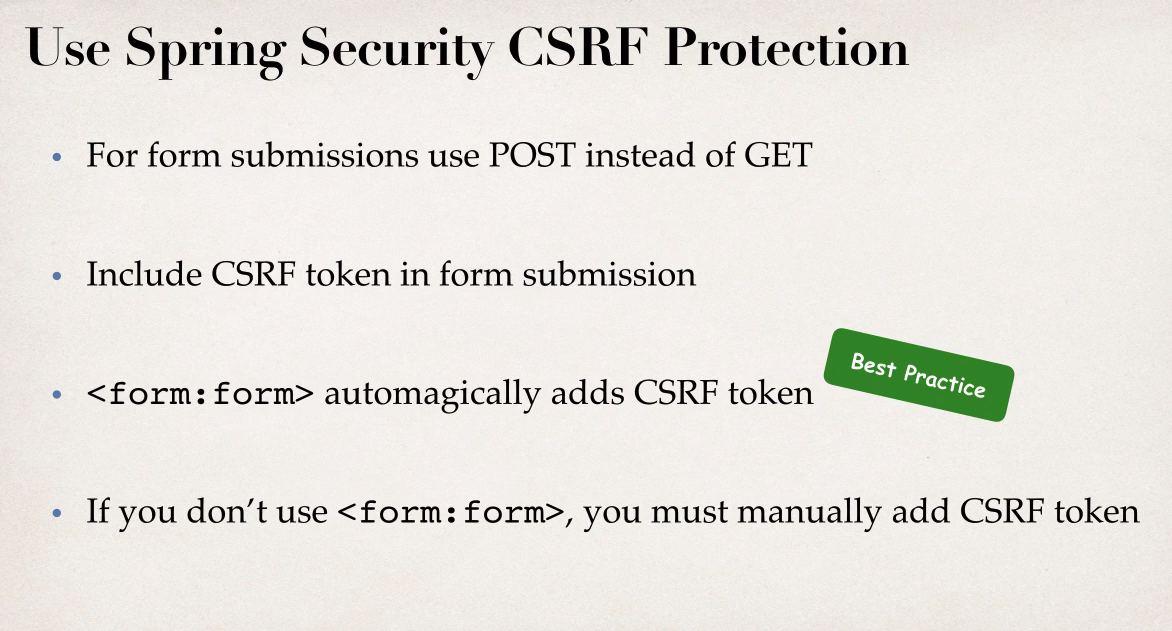 Use Spring Security CSRF Protection
• For form submissions use POST instead of GET
• Include CSRF token in form submission
• <form:form> automagically adds CSRF token
Best Practice
• If you don’t use <form:form>, you must manually add CSRF token